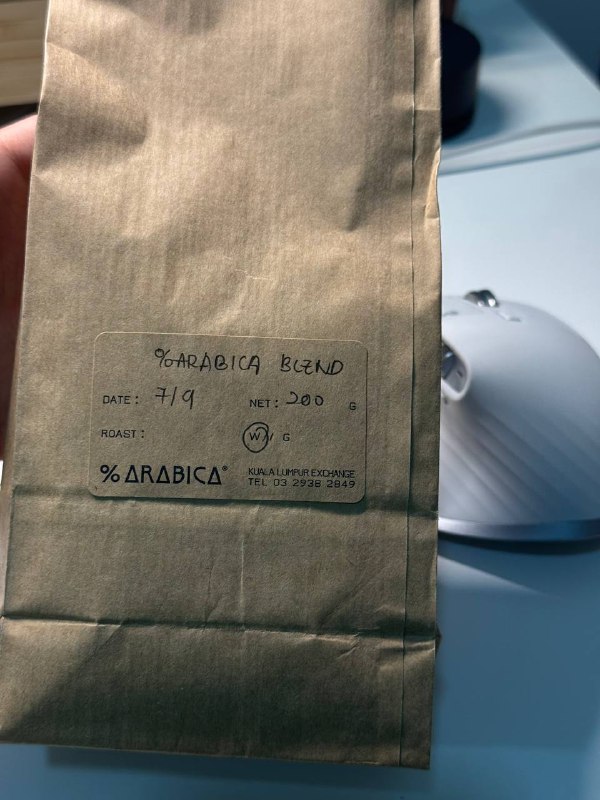 %ARABICA BLEND
DATE: 7/9 NET: 200 G
ROAST: W / G
% ARABICA® KUALA LUMPUR EXCHANGE
TEL 03 2938 2849